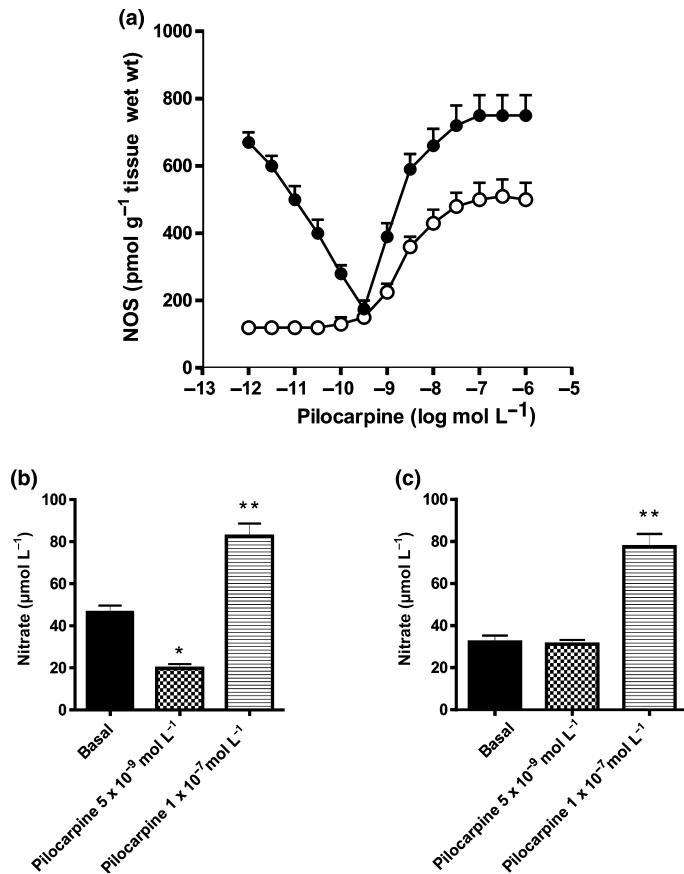 (a)
1000
800
600
400
200
0
NOS (pmol g⁻¹ tissue wet wt)
–13 –12 –11 –10 –9 –8 –7 –6 –5
Pilocarpine (log mol L⁻¹)
(b)
100
80
60
40
20
0
Nitrate (µmol L⁻¹)
*
**
Basal
Pilocarpine 5 x 10⁻⁹ mol L⁻¹
Pilocarpine 1 x 10⁻⁷ mol L⁻¹
(c)
100
80
60
40
20
0
Nitrate (µmol L⁻¹)
**
Basal
Pilocarpine 5 x 10⁻⁹ mol L⁻¹
Pilocarpine 1 x 10⁻⁷ mol L⁻¹